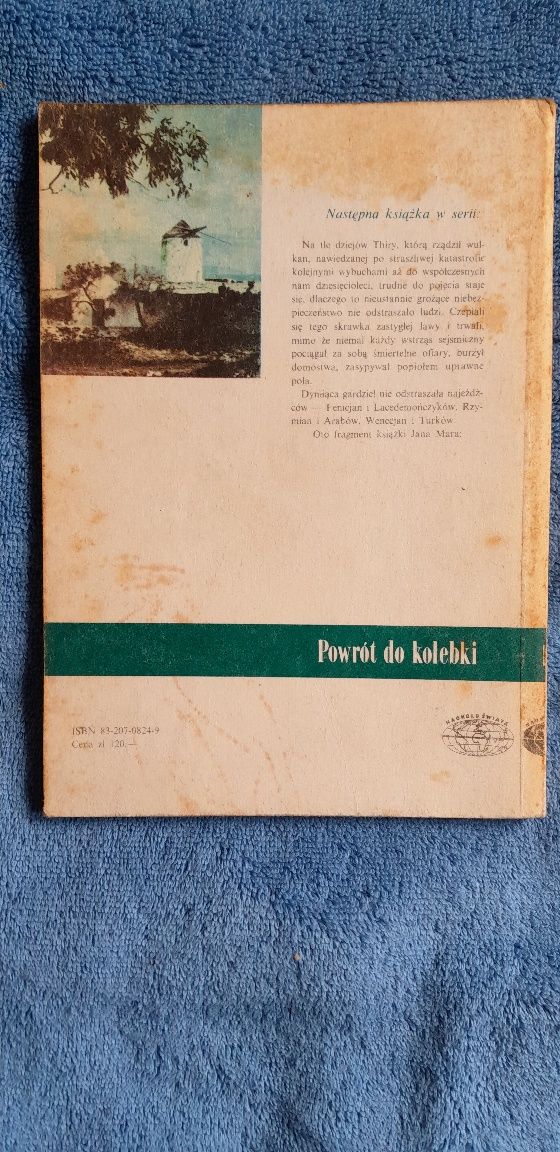 Następna książka w serii:
Na tle dziejów Thiry, którą rządził wul-
kan, nawiedzanej po straszliwej katastrofie
kolejnymi wybuchami aż do współczesnych
nam dziesięcioleci, trudne do pojęcia staje
się, dlaczego to nieustannie grożące niebez-
pieczeństwo nie odstraszało ludzi. Czepiali
się tego skrawka zastygłej lawy i trwali,
mimo że niemal każdy wstrząs sejsmiczny
pociągał za sobą śmiertelne ofiary, burzył
domostwa, zasypywał popiołem uprawne
pola.
Dymiąca gardziel nie odstraszała najeźdź-
ców — Fenicjan i Lacedemończyków, Rzy-
mian i Arabów, Wenecjan i Turków.
Oto fragment książki Jana Mara:
Powrót do kolebki
NAOKOŁO ŚWIATA
ISBN 83-207-0824-9
Cena zł 120,—